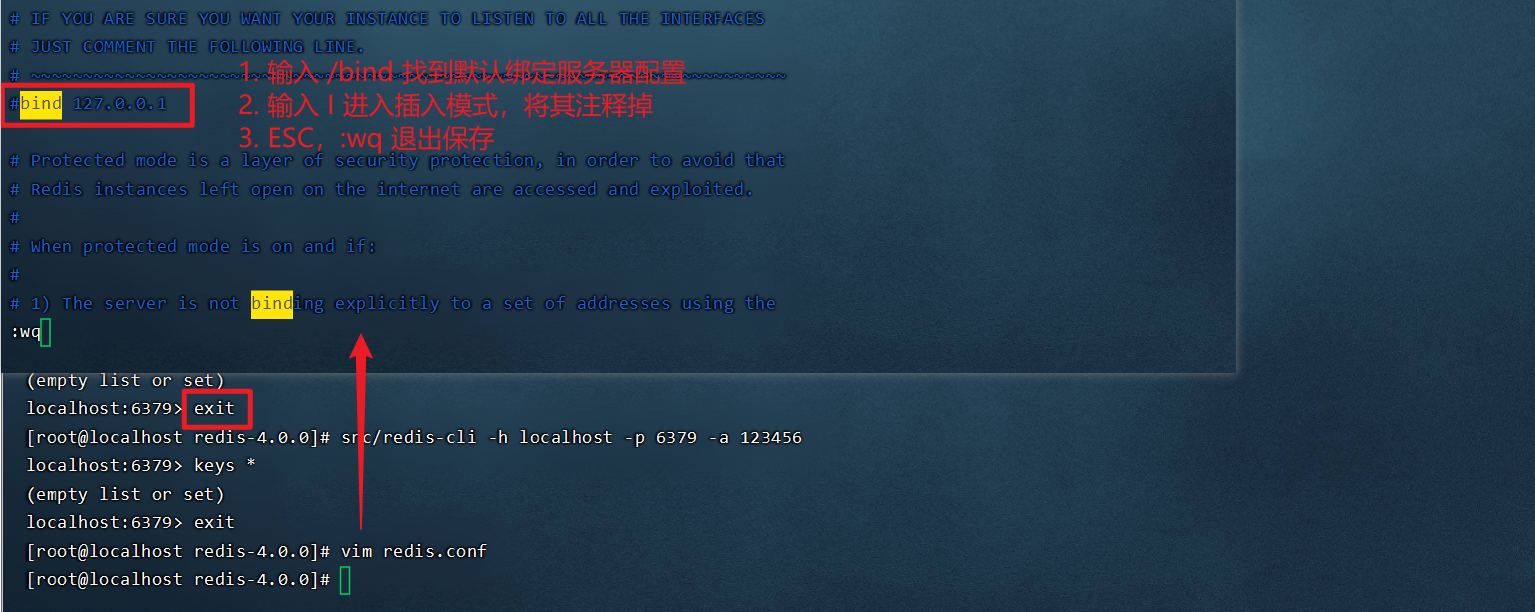 # IF YOU ARE SURE YOU WANT YOUR INSTANCE TO LISTEN TO ALL THE INTERFACES
# JUST COMMENT THE FOLLOWING LINE.
# ~~~~~~~~~~~~~~~~~~~~~~~~~~~~~~~~~~~~~~~~~~~~~~~~~~~~~~~~~~~~~~~~~~~~~~~~
1. 输入 /bind 找到默认绑定服务器配置
#bind 127.0.0.1
2. 输入 I 进入插入模式，将其注释掉
3. ESC，:wq 退出保存
# Protected mode is a layer of security protection, in order to avoid that
# Redis instances left open on the internet are accessed and exploited.
#
# When protected mode is on and if:
#
# 1) The server is not binding explicitly to a set of addresses using the
:wq
(empty list or set)
localhost:6379> exit
[root@localhost redis-4.0.0]# src/redis-cli -h localhost -p 6379 -a 123456
localhost:6379> keys *
(empty list or set)
localhost:6379> exit
[root@localhost redis-4.0.0]# vim redis.conf
[root@localhost redis-4.0.0]#